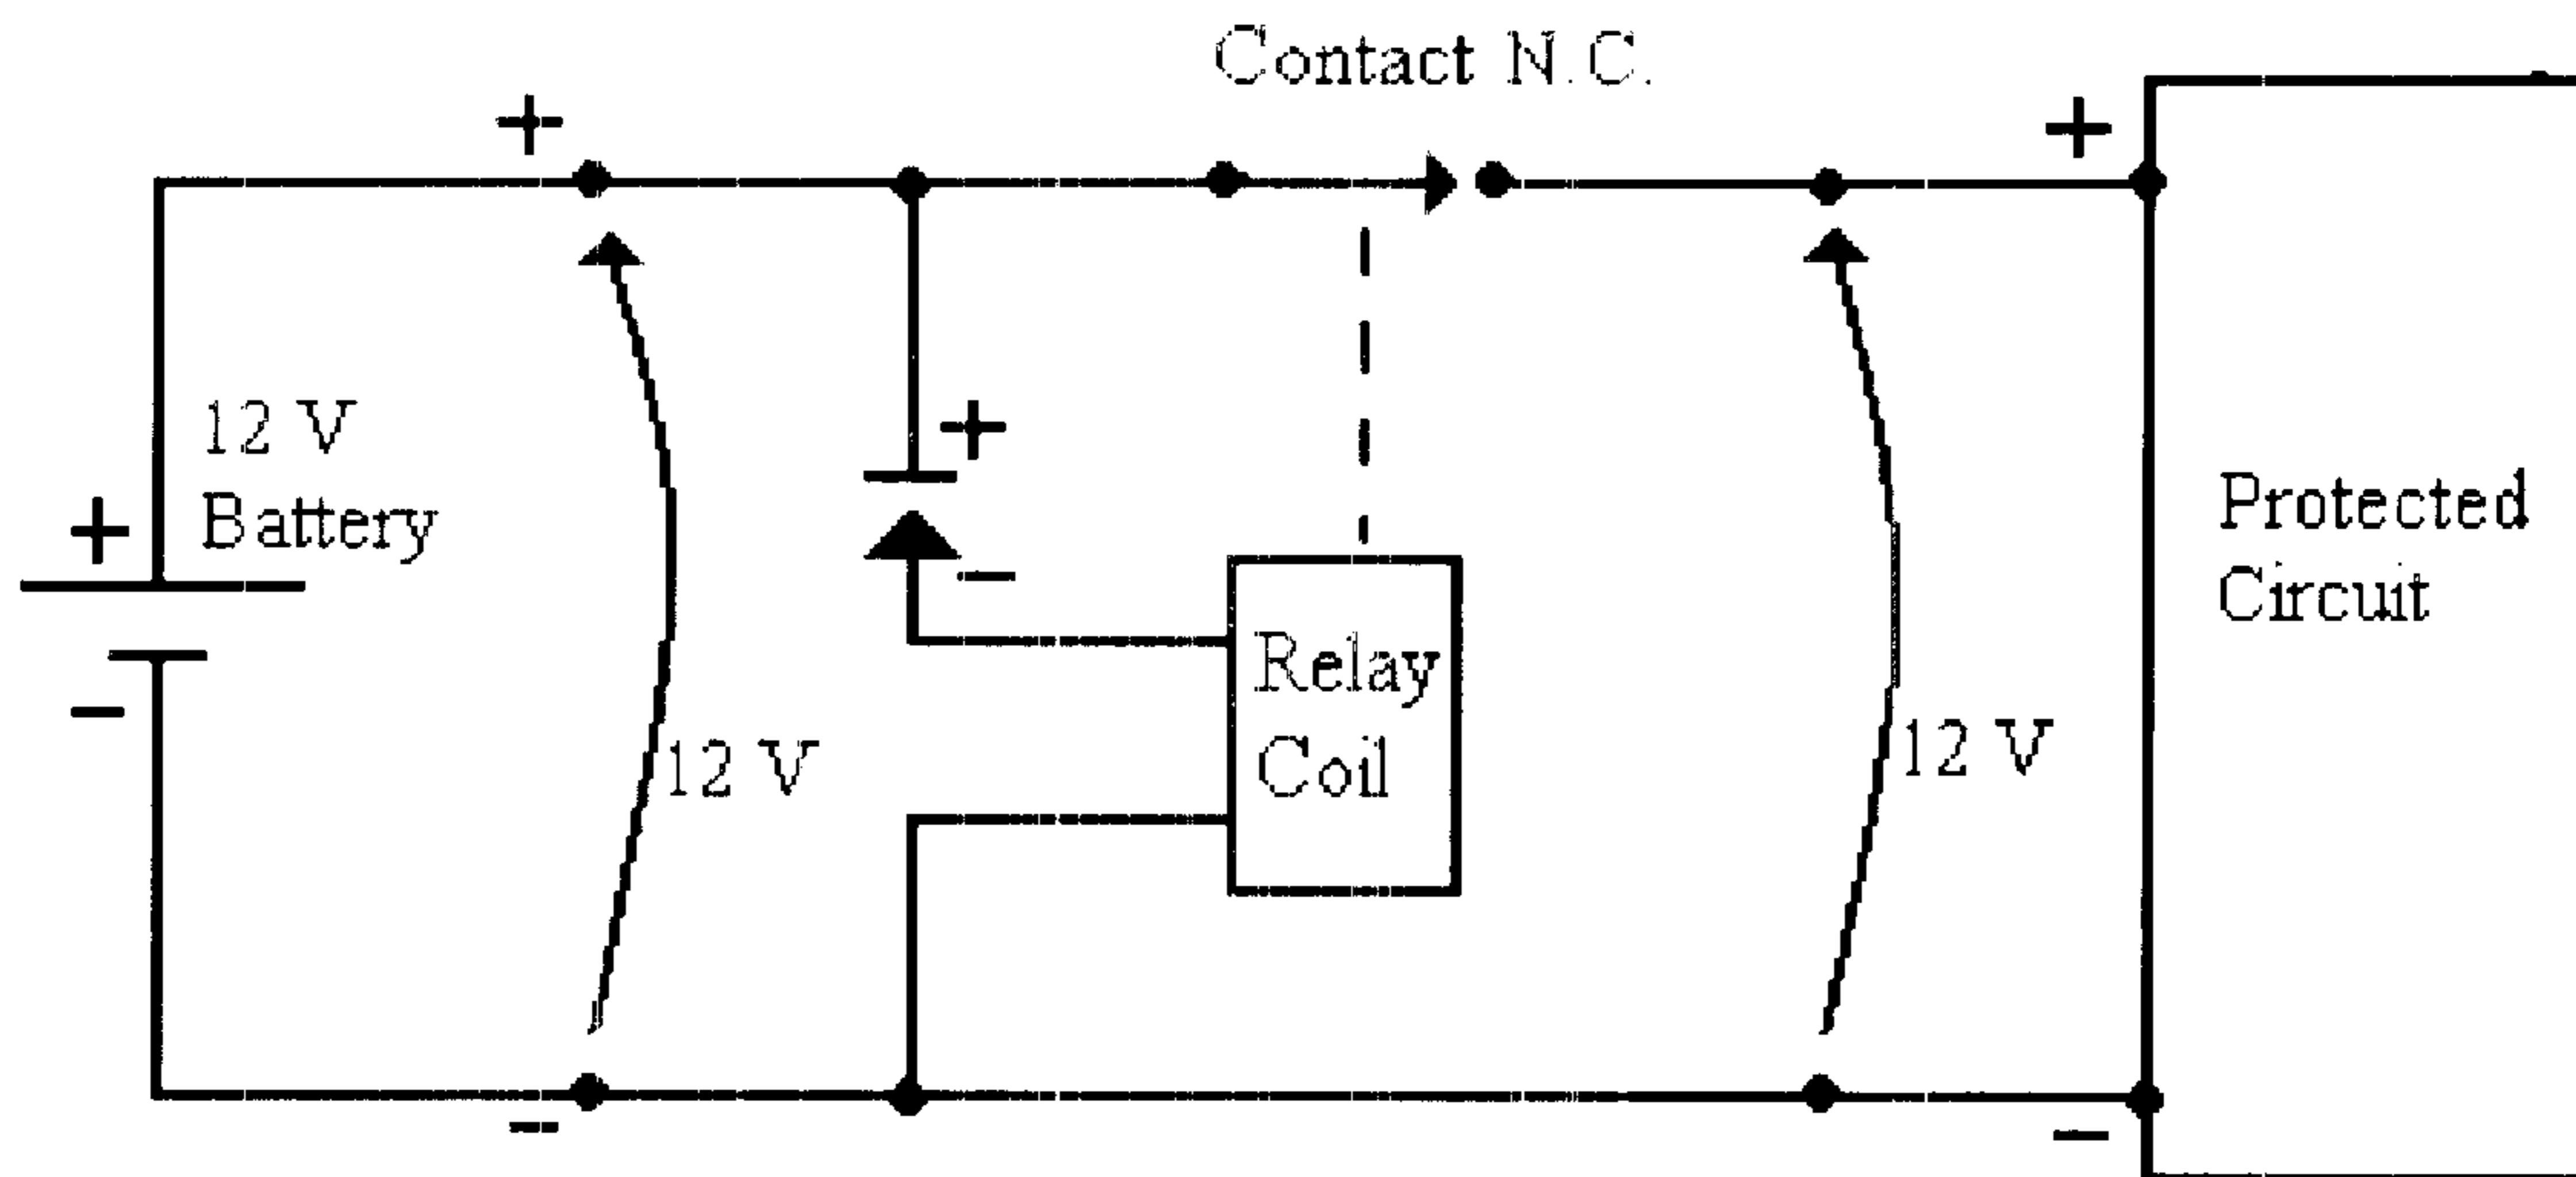 Contact N.C.
+
+
12 V
Battery
+
+
-
-
12 V
Relay
Coil
12 V
Protected
Circuit
-
-